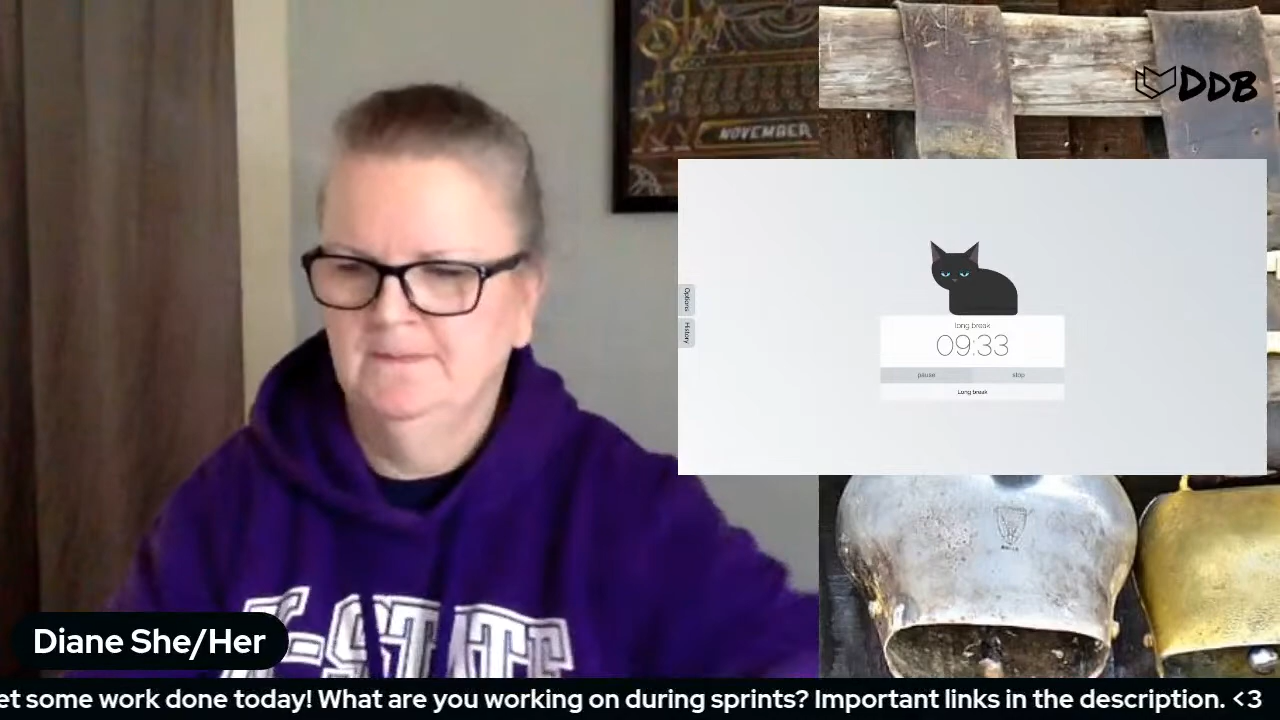 NOVEMBER
DDB
Options
History
long break
09:33
pause
stop
Long break
K-STATE
Diane She/Her
et some work done today! What are you working on during sprints? Important links in the description. <3